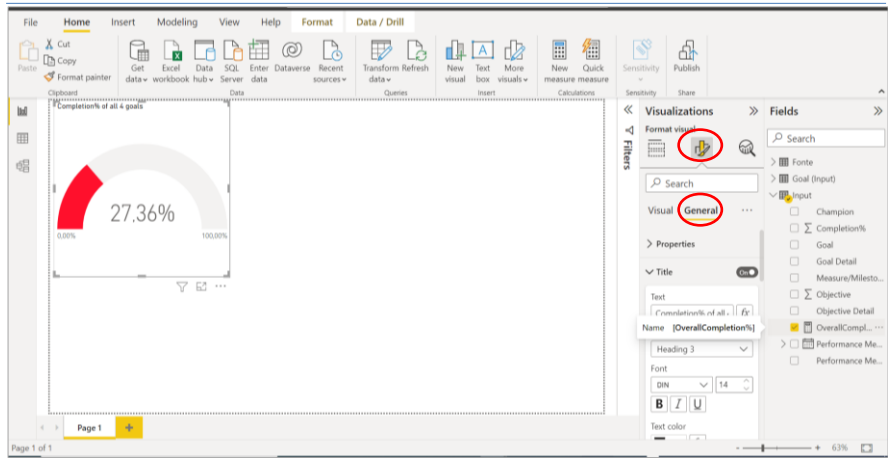 File Home Insert Modeling View Help Format Data / Drill
Paste
Cut
Copy
Format painter
Clipboard
Get data
Excel workbook
Data hub
SQL Server
Enter data
Dataverse
Recent sources
Data
Transform data
Refresh
Queries
New visual
Text box
More visuals
Insert
New measure
Quick measure
Calculations
Sensitivity
Sensitivity
Publish
Share
Completion% of all 4 goals
27,36%
0,00% 100,00%
Filters
Visualizations
Format visual
Search
Visual General ...
Properties
Title On
Text
Completion% of all fx
Name |OverallCompletion%|
Heading 3
Font
DIN 14
B I U
Text color
Fields
Search
Fonte
Goal (Input)
Input
Champion
∑ Completion%
Goal
Goal Detail
Measure/Milesto...
∑ Objective
Objective Detail
OverallCompl... ...
Performance Me...
Performance Me...
Page 1 +
Page 1 of 1
- + 63%